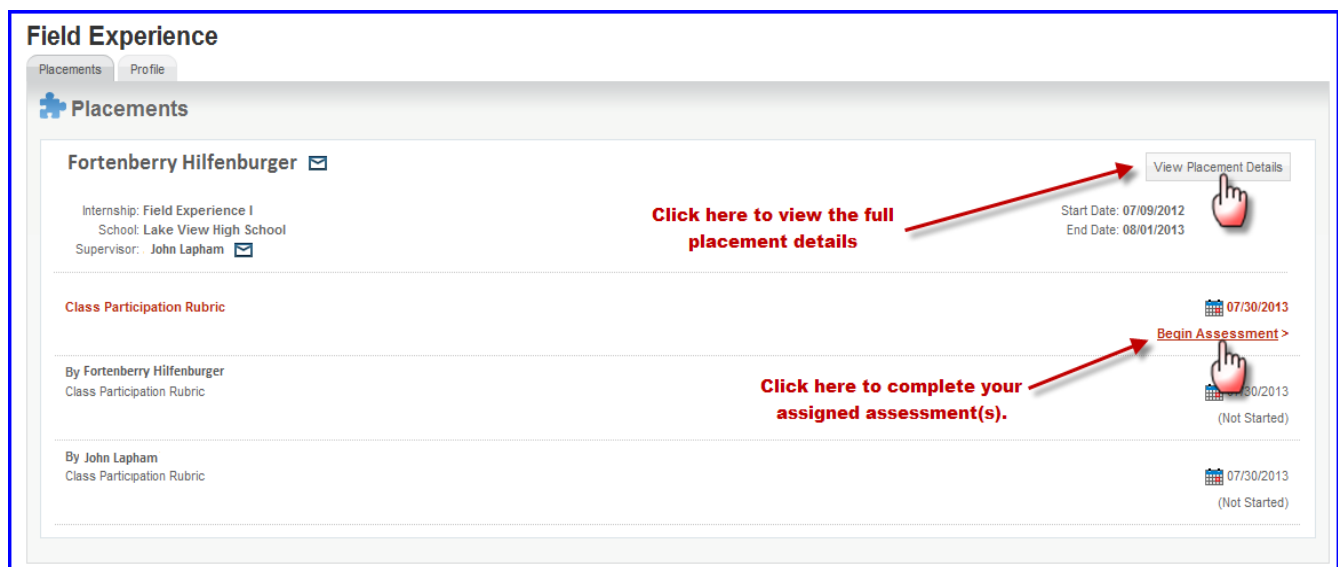 Field Experience
Placements Profile
Placements
Fortenberry Hilfenburger
View Placement Details
Internship: Field Experience I
School: Lake View High School
Supervisor: John Lapham
Click here to view the full
placement details
Start Date: 07/09/2012
End Date: 08/01/2013
Class Participation Rubric
07/30/2013
Begin Assessment >
By Fortenberry Hilfenburger
Class Participation Rubric
Click here to complete your
assigned assessment(s).
/30/2013
(Not Started)
By John Lapham
Class Participation Rubric
07/30/2013
(Not Started)